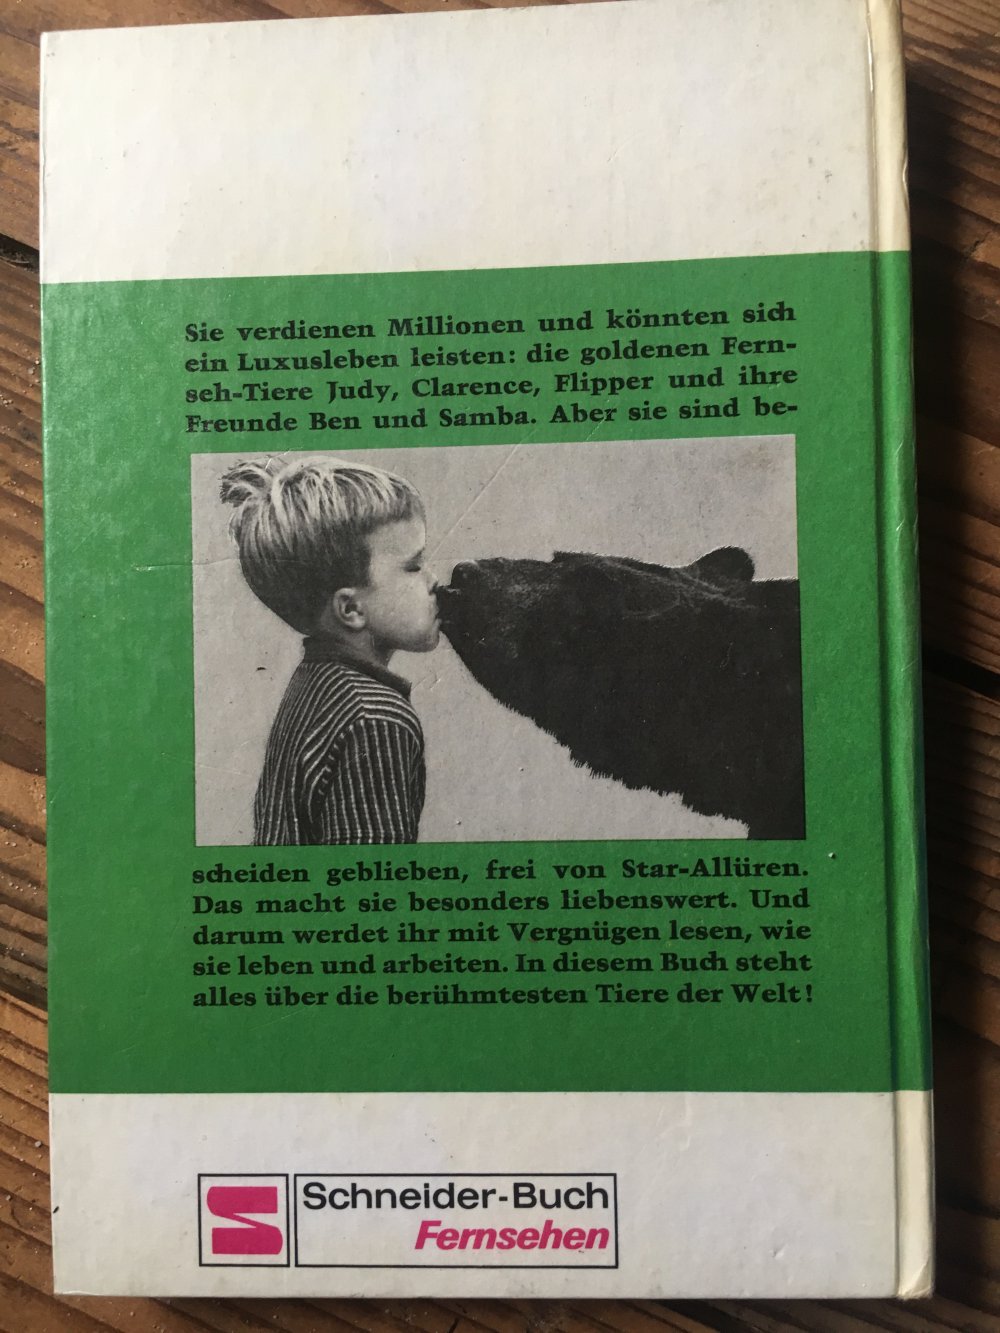 Sie verdienen Millionen und könnten sich
ein Luxusleben leisten: die goldenen Fern-
seh-Tiere Judy, Clarence, Flipper und ihre
Freunde Ben und Samba. Aber sie sind be-
scheiden geblieben, frei von Star-Allüren.
Das macht sie besonders liebenswert. Und
darum werdet ihr mit Vergnügen lesen, wie
sie leben und arbeiten. In diesem Buch steht
alles über die berühmtesten Tiere der Welt!
Schneider-Buch
Fernsehen